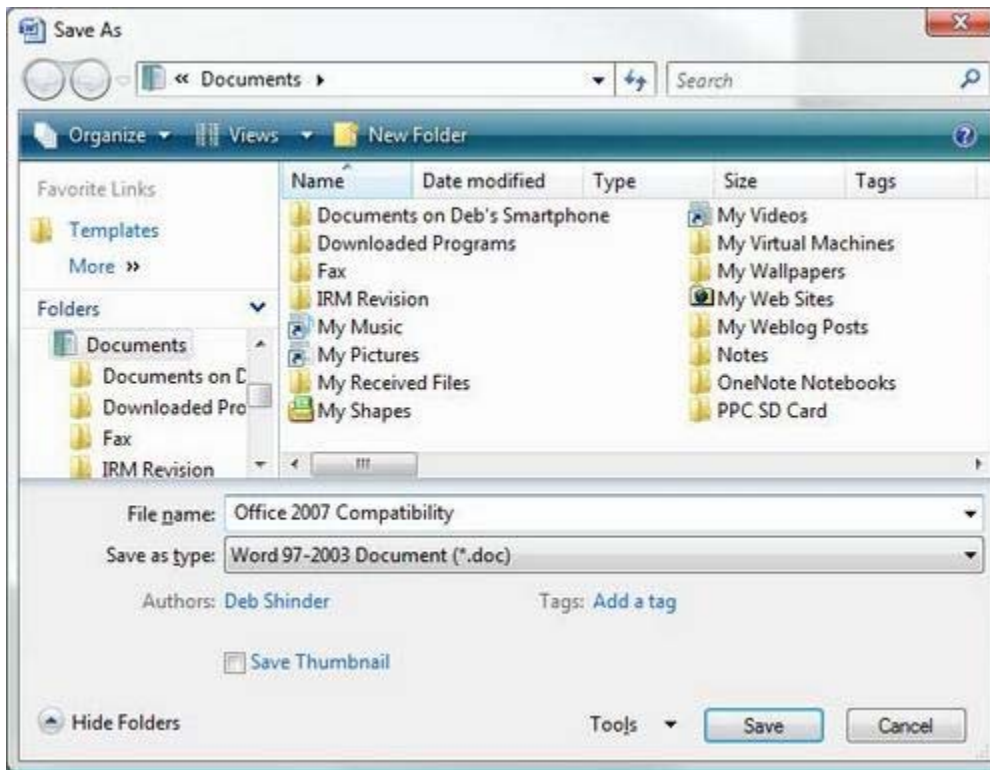 Save As
« Documents
Search
Organize Views New Folder
Favorite Links
Templates
More »
Folders
Documents
Documents on D
Downloaded Pro
Fax
IRM Revision
Name Date modified Type Size Tags
Documents on Deb's Smartphone
Downloaded Programs
Fax
IRM Revision
My Music
My Pictures
My Received Files
My Shapes
My Videos
My Virtual Machines
My Wallpapers
My Web Sites
My Weblog Posts
Notes
OneNote Notebooks
PPC SD Card
File name: Office 2007 Compatibility
Save as type: Word 97-2003 Document (*.doc)
Authors: Deb Shinder Tags: Add a tag
Save Thumbnail
Hide Folders Tools Save Cancel